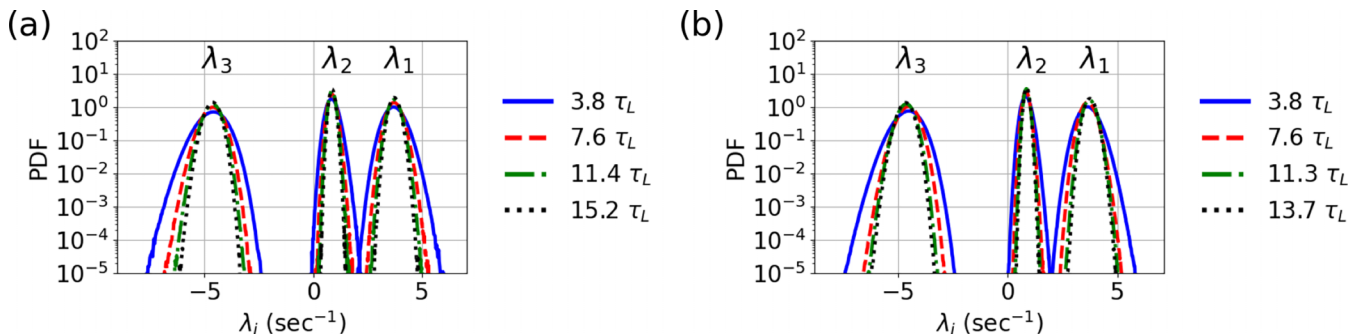 (a)
λ₃ λ₂ λ₁
10²
10¹
10⁰
10⁻¹
10⁻²
10⁻³
10⁻⁴
10⁻⁵
PDF
−5 0 5
λᵢ (sec⁻¹)
3.8 τ_L
7.6 τ_L
11.4 τ_L
15.2 τ_L
(b)
λ₃ λ₂ λ₁
10²
10¹
10⁰
10⁻¹
10⁻²
10⁻³
10⁻⁴
10⁻⁵
PDF
−5 0 5
λᵢ (sec⁻¹)
3.8 τ_L
7.6 τ_L
11.3 τ_L
13.7 τ_L